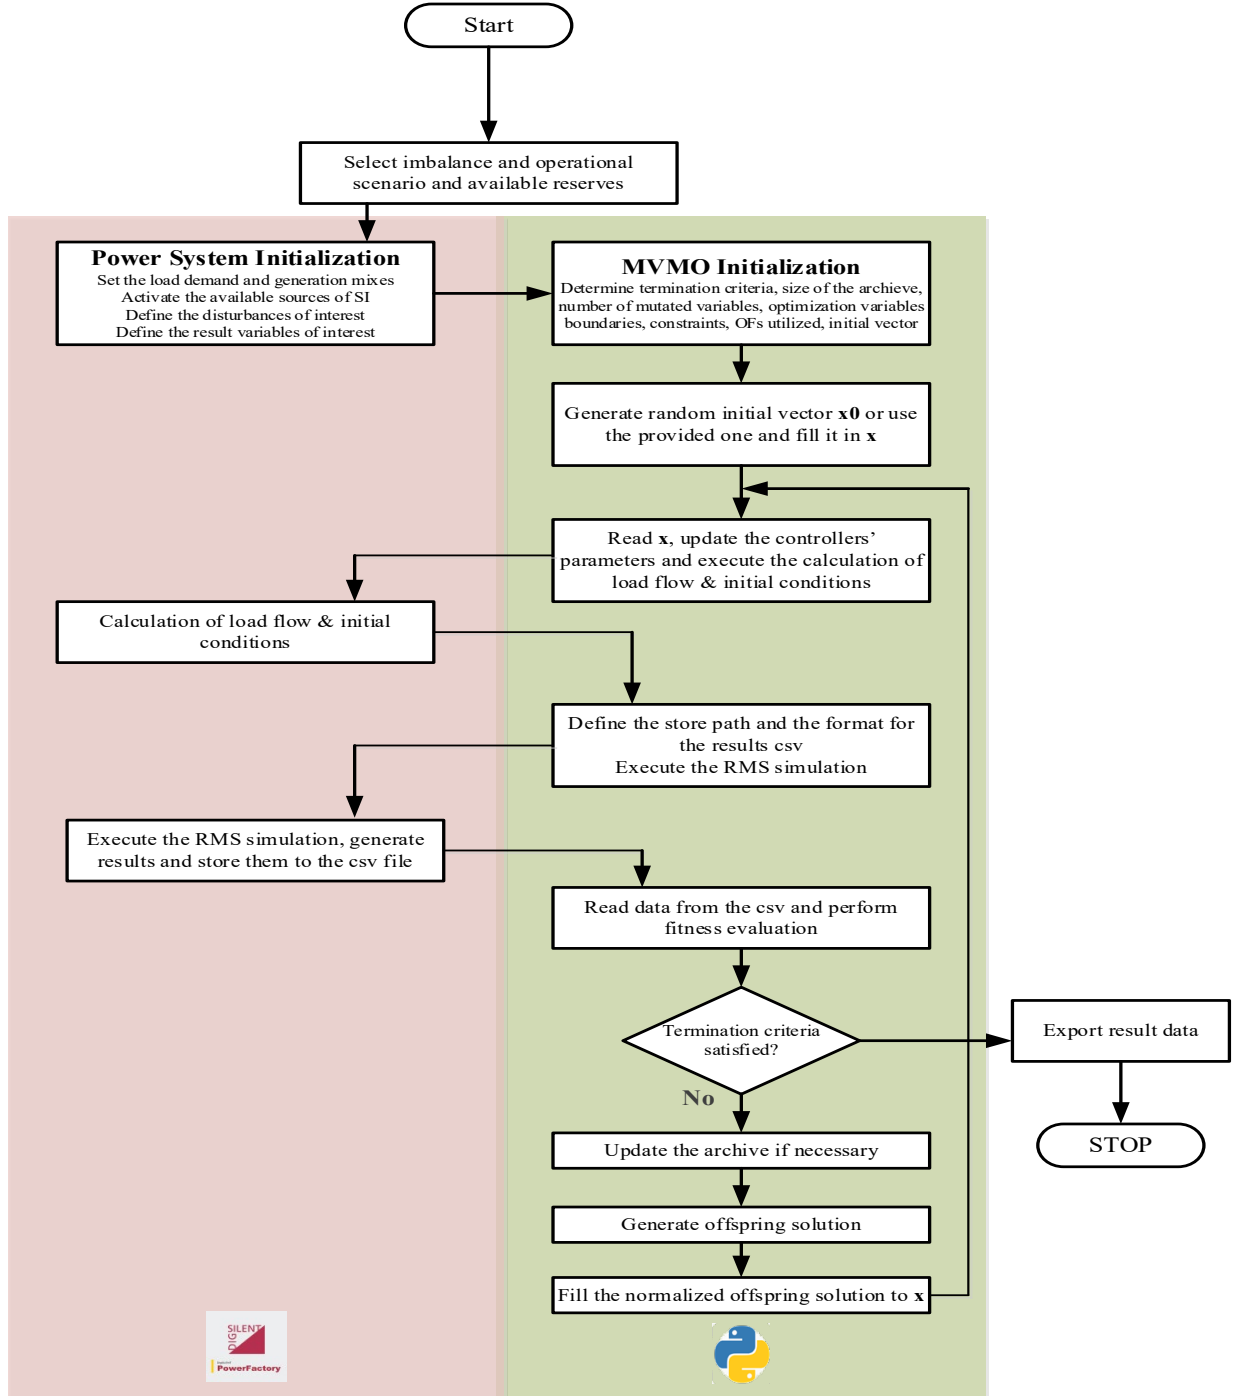 Start
Select imbalance and operational
scenario and available reserves
Power System Initialization
Set the load demand and generation mixes
Activate the available sources of SI
Define the disturbances of interest
Define the result variables of interest
MVMO Initialization
Determine termination criteria, size of the archieve,
number of mutated variables, optimization variables
boundaries, constraints, OFs utilized, initial vector
Generate random initial vector x0 or use
the provided one and fill it in x
Read x, update the controllers’
parameters and execute the calculation of
load flow & initial conditions
Calculation of load flow & initial
conditions
Define the store path and the format for
the results csv
Execute the RMS simulation
Execute the RMS simulation, generate
results and store them to the csv file
Read data from the csv and perform
fitness evaluation
Termination criteria
satisfied?
Export result data
No
Update the archive if necessary
STOP
Generate offspring solution
Fill the normalized offspring solution to x
DIG
SILENT
PowerFactory